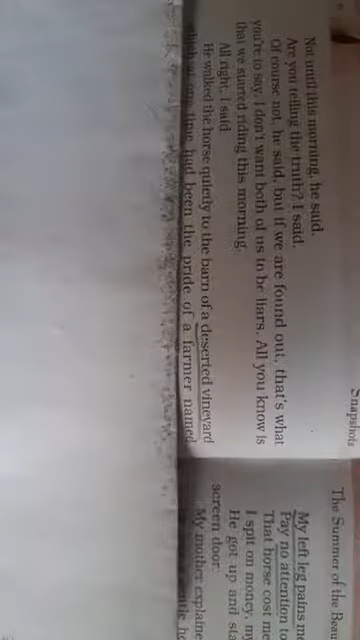 Snapshots
Not until this morning, he said.
Are you telling the truth? I said.
Of course not, he said, but if we are found out, that's what
you're to say. I don't want both of us to be liars. All you know is
that we started riding this morning.
All right, I said.
He walked the horse quietly to the barn of a deserted vineyard
which at one time had been the pride of a farmer named
The Summer of the Beau
My left leg pains me
Pay no attention to
That horse cost me
I spit on money, my
He got up and sta
screen door.
My mother explain